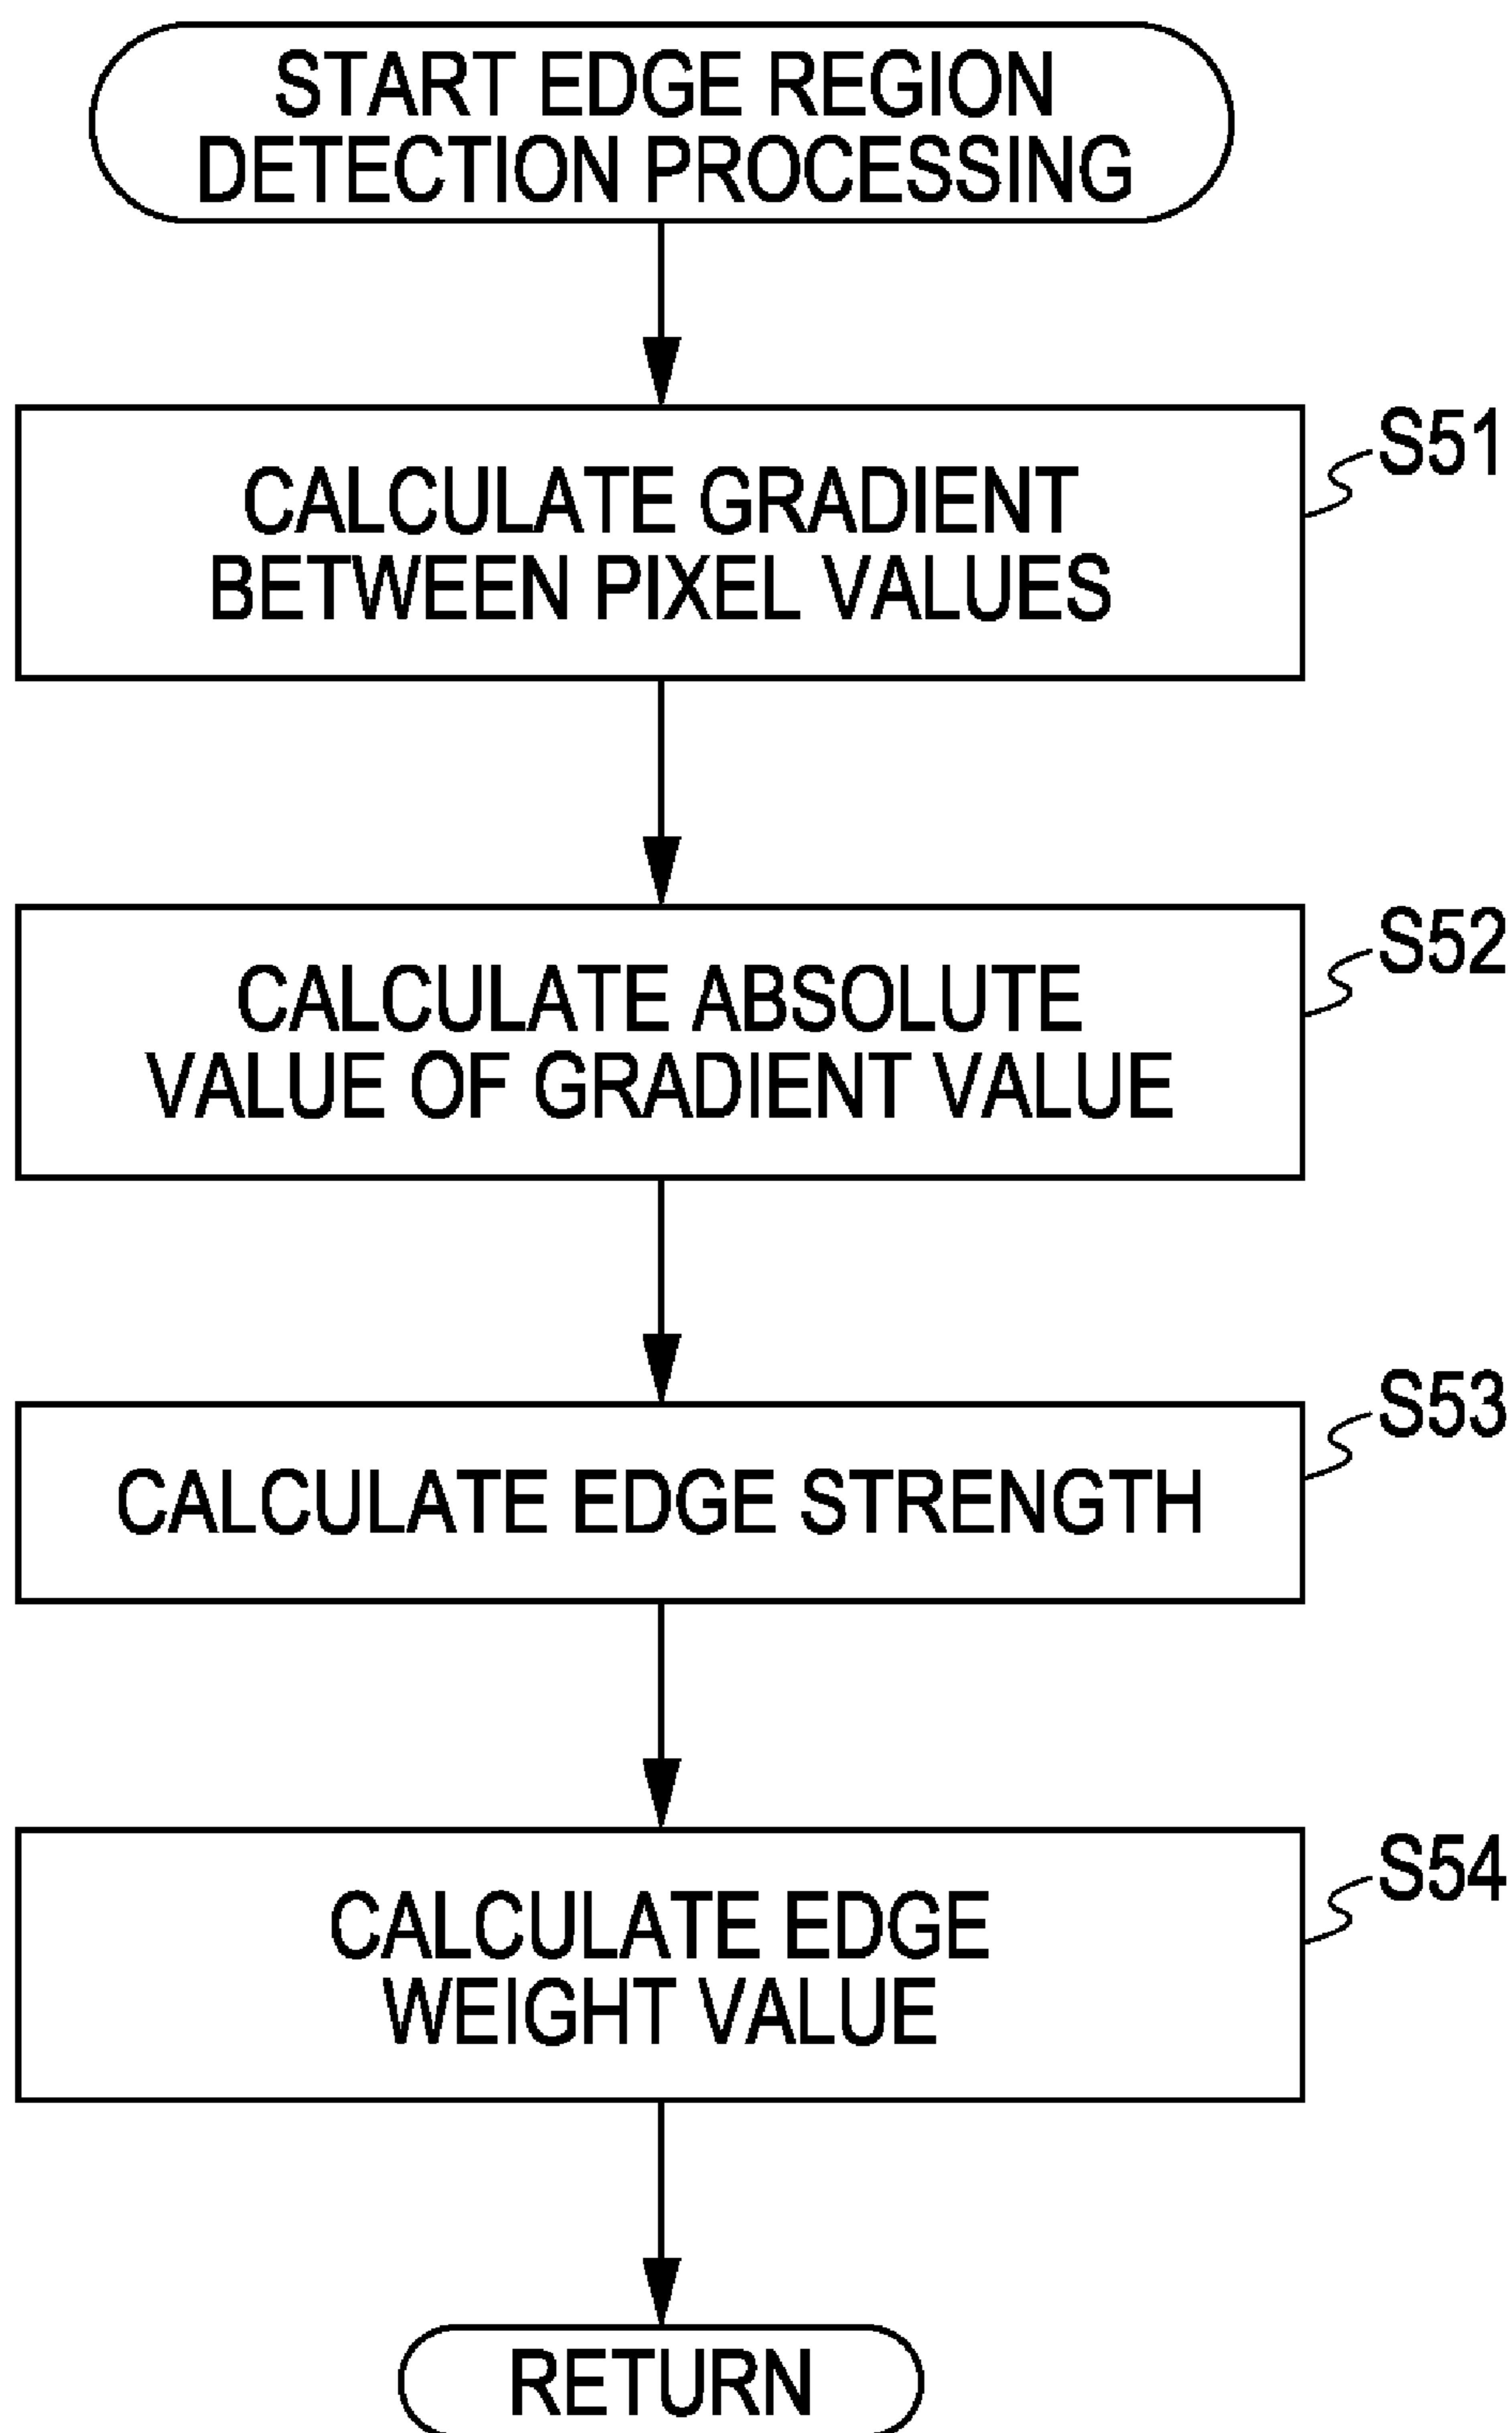 START EDGE REGION
DETECTION PROCESSING
S51
CALCULATE GRADIENT
BETWEEN PIXEL VALUES
S52
CALCULATE ABSOLUTE
VALUE OF GRADIENT VALUE
S53
CALCULATE EDGE STRENGTH
S54
CALCULATE EDGE
WEIGHT VALUE
RETURN